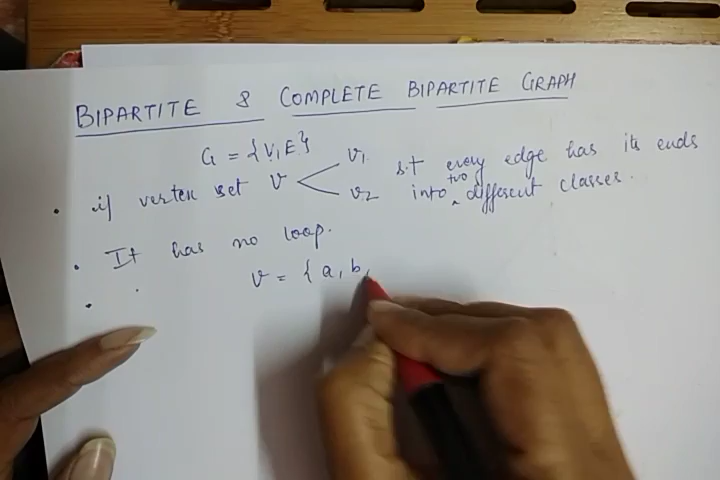 BIPARTITE & COMPLETE BIPARTITE GRAPH
G = {V, E}
• if vertex set V < V1 V2 s.t every edge has its ends into two different classes.
• It has no loop.
• V = { a, b,